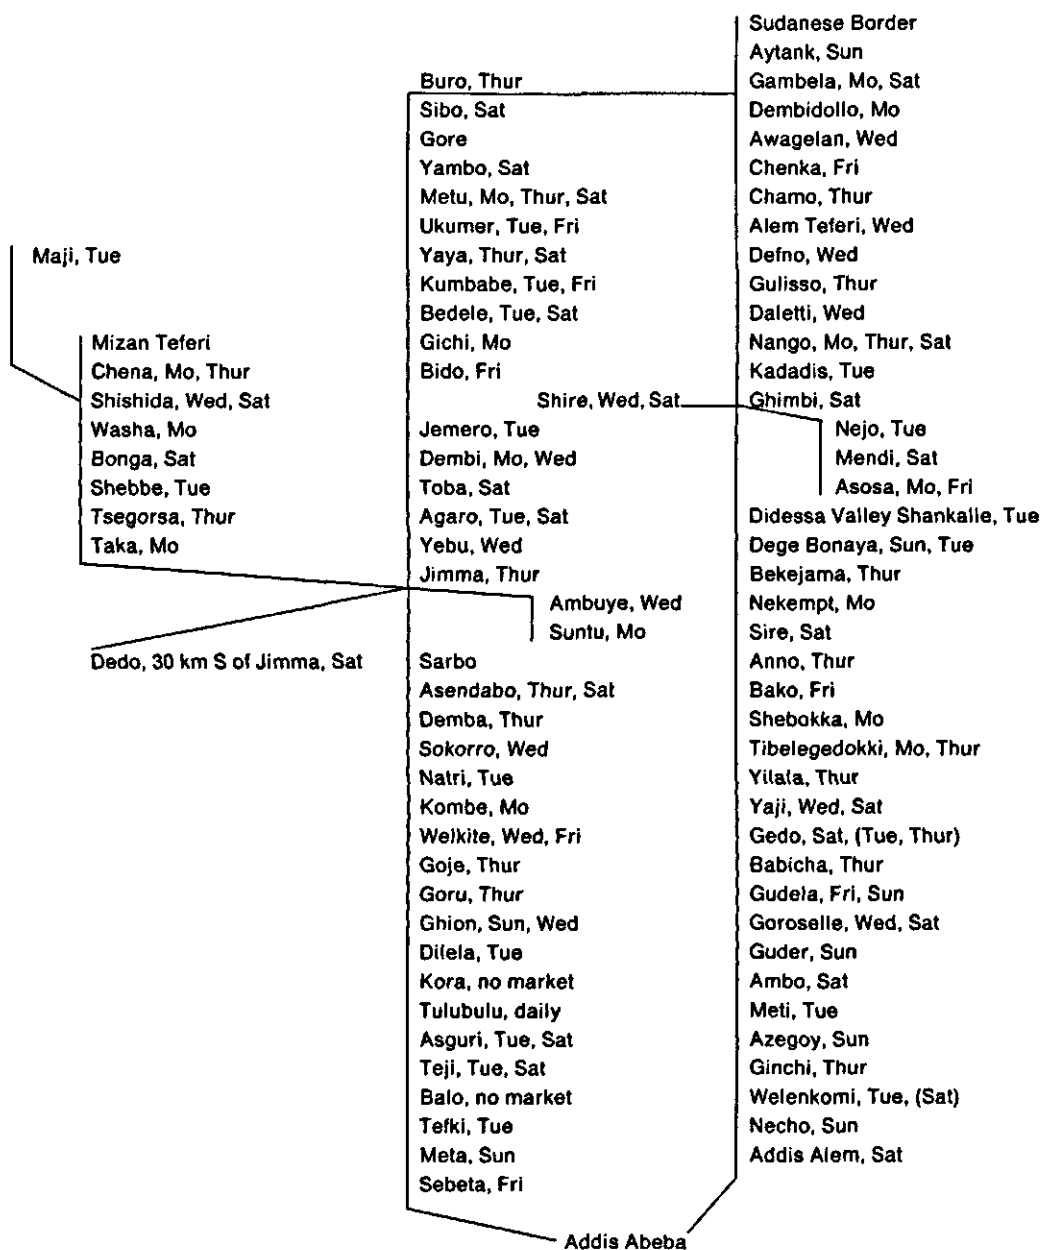 Maji, Tue
Mizan Teferi
Chena, Mo, Thur
Shishida, Wed, Sat
Washa, Mo
Bonga, Sat
Shebbe, Tue
Tsegorsa, Thur
Taka, Mo
Dedo, 30 km S of Jimma, Sat
Buro, Thur
Sibo, Sat
Gore
Yambo, Sat
Metu, Mo, Thur, Sat
Ukumer, Tue, Fri
Yaya, Thur, Sat
Kumbabe, Tue, Fri
Bedele, Tue, Sat
Gichi, Mo
Bido, Fri
Shire, Wed, Sat
Jemero, Tue
Dembi, Mo, Wed
Toba, Sat
Agaro, Tue, Sat
Yebu, Wed
Jimma, Thur
Ambuye, Wed
Suntu, Mo
Sarbo
Asendabo, Thur, Sat
Demba, Thur
Sokorro, Wed
Natri, Tue
Kombe, Mo
Welkite, Wed, Fri
Goje, Thur
Goru, Thur
Ghion, Sun, Wed
Dilela, Tue
Kora, no market
Tulubulu, daily
Asguri, Tue, Sat
Teji, Tue, Sat
Balo, no market
Tefki, Tue
Meta, Sun
Sebeta, Fri
Sudanese Border
Aytank, Sun
Gambela, Mo, Sat
Dembidollo, Mo
Awagelan, Wed
Chenka, Fri
Chamo, Thur
Alem Teferi, Wed
Defno, Wed
Gulisso, Thur
Daletti, Wed
Nango, Mo, Thur, Sat
Kadadis, Tue
Ghimbi, Sat
Nejo, Tue
Mendi, Sat
Asosa, Mo, Fri
Didessa Valley Shankalle, Tue
Dege Bonaya, Sun, Tue
Bekejama, Thur
Nekempt, Mo
Sire, Sat
Anno, Thur
Bako, Fri
Shebokka, Mo
Tibelegedokki, Mo, Thur
Yilala, Thur
Yaji, Wed, Sat
Gedo, Sat, (Tue, Thur)
Babicha, Thur
Gudela, Fri, Sun
Goroselle, Wed, Sat
Guder, Sun
Ambo, Sat
Meti, Tue
Azegoy, Sun
Ginchi, Thur
Welenkomi, Tue, (Sat)
Necho, Sun
Addis Alem, Sat
Addis Abeba